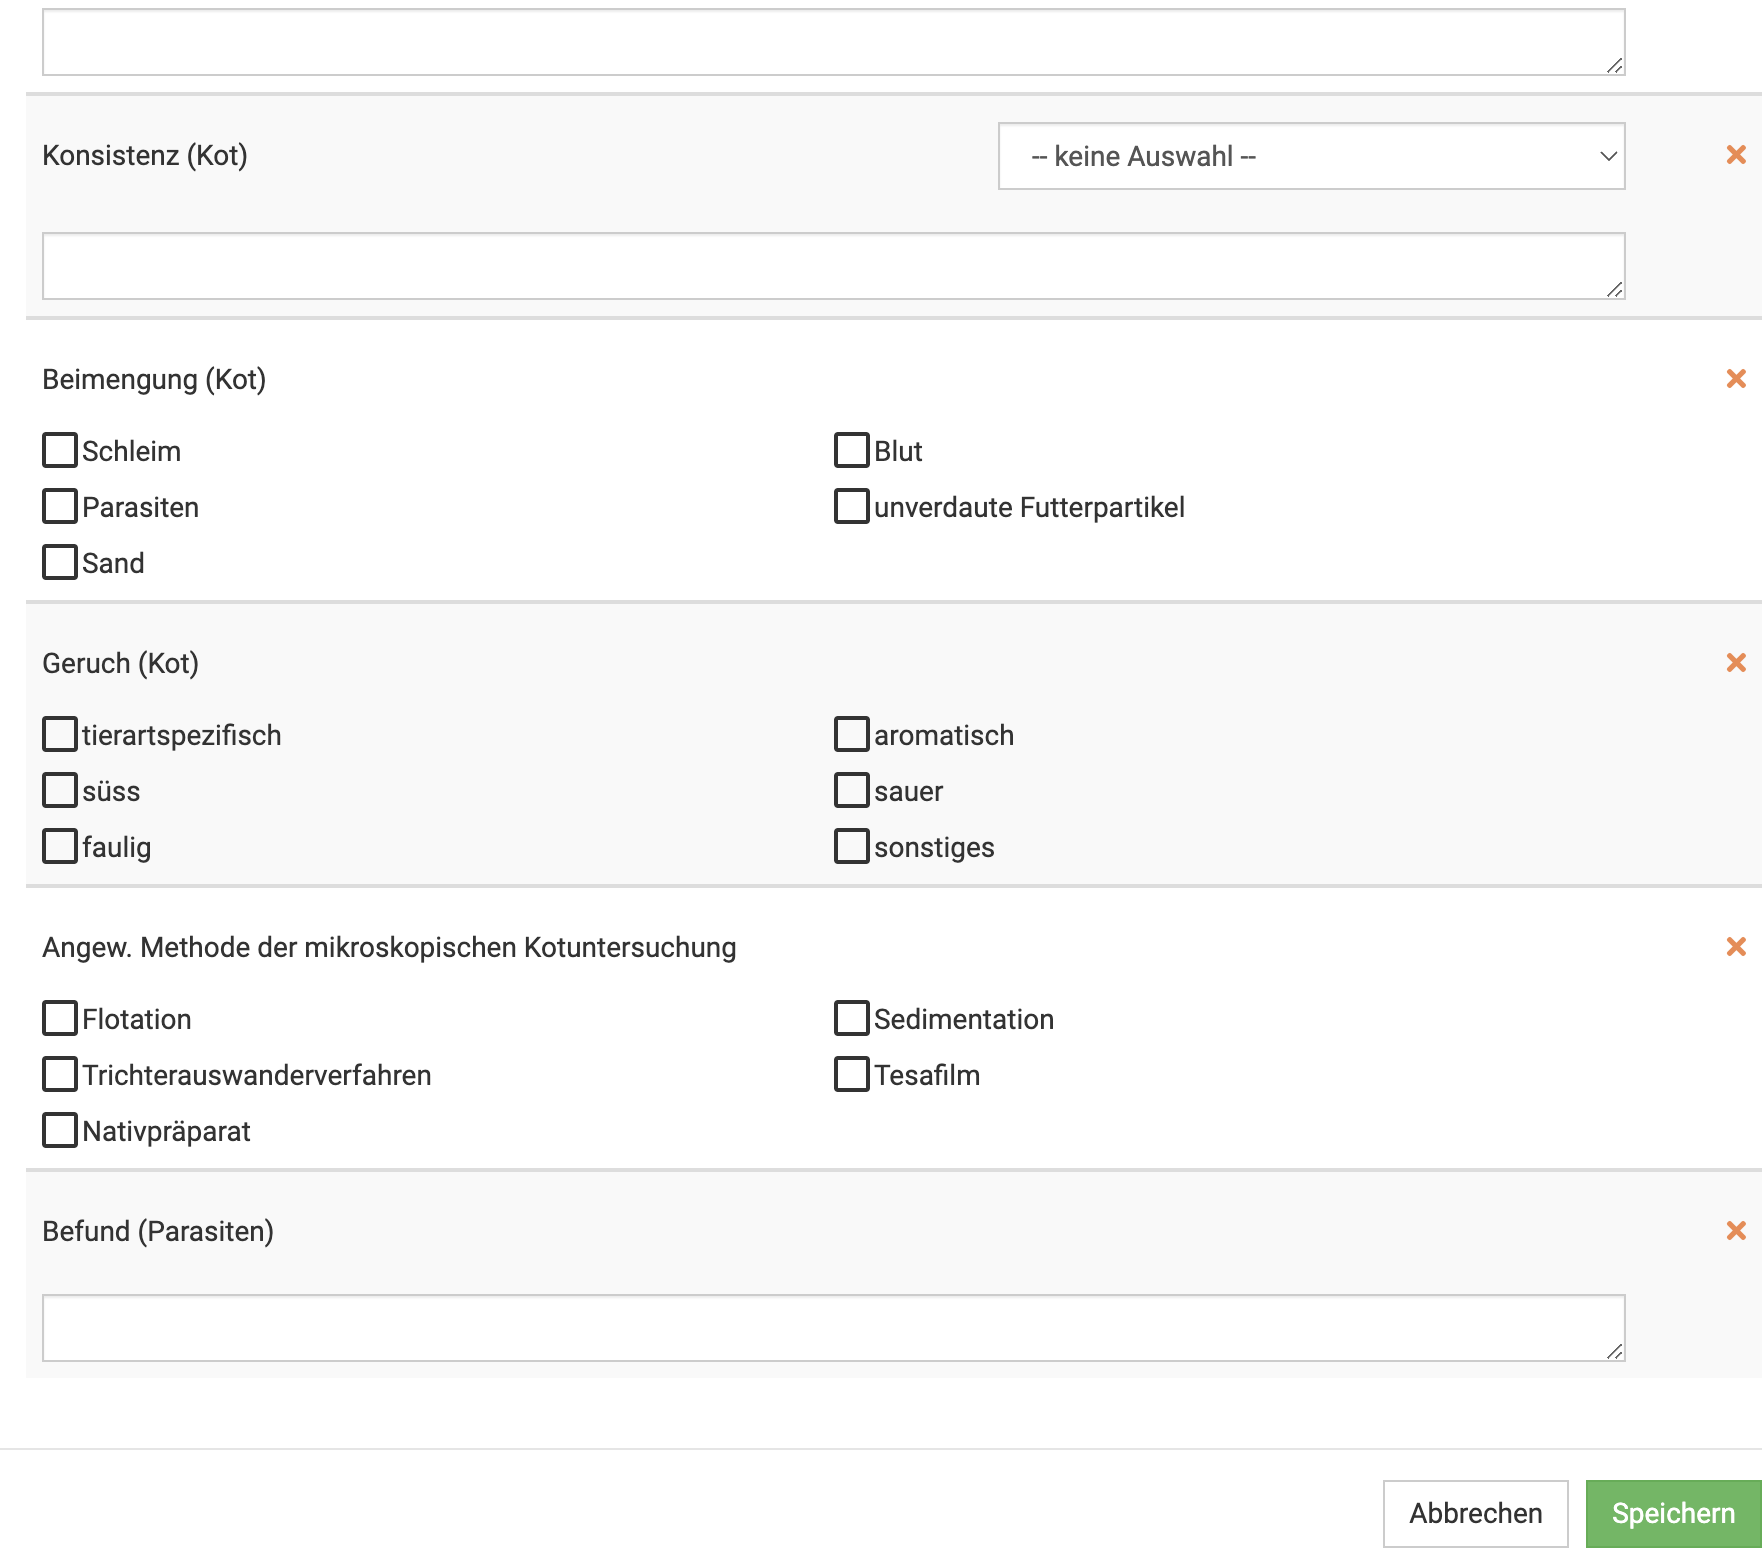 Konsistenz (Kot)
-- keine Auswahl --
Beimengung (Kot)
Schleim
Blut
Parasiten
unverdaute Futterpartikel
Sand
Geruch (Kot)
tierartspezifisch
aromatisch
süss
sauer
faulig
sonstiges
Angew. Methode der mikroskopischen Kotuntersuchung
Flotation
Sedimentation
Trichterauswanderverfahren
Tesafilm
Nativpräparat
Befund (Parasiten)
Abbrechen
Speichern